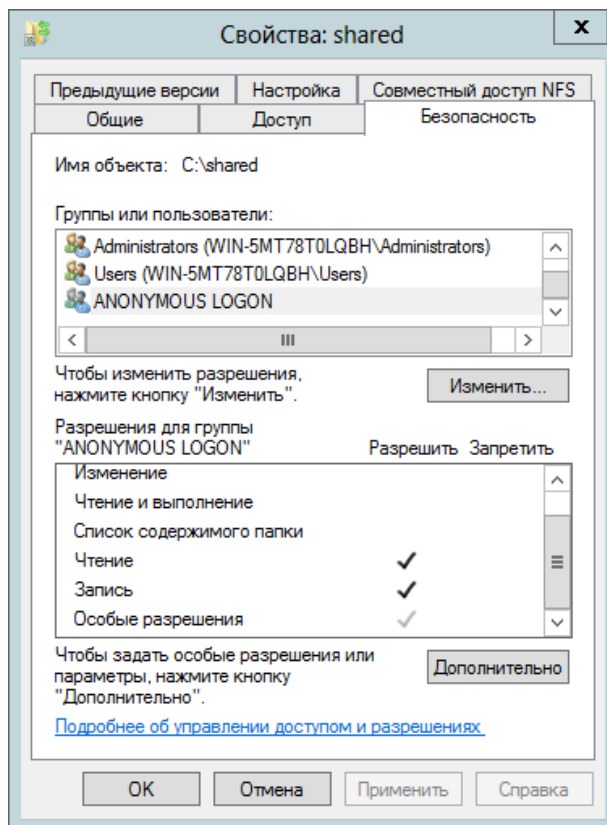 Свойства: shared
x
Предыдущие версии Настройка Совместный доступ NFS
Общие Доступ Безопасность
Имя объекта: C:\shared
Группы или пользователи:
Administrators (WIN-5MT78T0LQBH\Administrators)
Users (WIN-5MT78T0LQBH\Users)
ANONYMOUS LOGON
Чтобы изменить разрешения,
нажмите кнопку "Изменить".
Изменить...
Разрешения для группы
"ANONYMOUS LOGON" Разрешить Запретить
Изменение
Чтение и выполнение
Список содержимого папки
Чтение
Запись
Особые разрешения
Чтобы задать особые разрешения или
параметры, нажмите кнопку
"Дополнительно".
Дополнительно
Подробнее об управлении доступом и разрешениях
OK Отмена Применить Справка